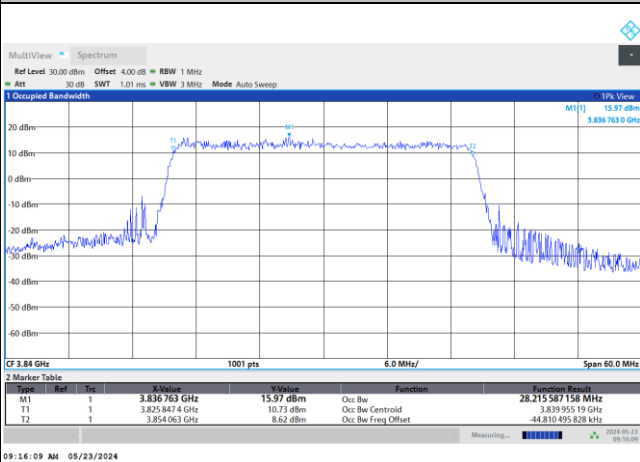 MultiView Spectrum
Ref Level 30.00 dBm Offset 4.00 dB RBW 1 MHz
Att 30 dB SWT 1.01 ms VBW 3 MHz Mode Auto Sweep
1 Occupied Bandwidth 1Pk View
M1[1] 15.97 dBm
3.836 763 0 GHz
M1
T1
T2
20 dBm
10 dBm
0 dBm
-10 dBm
-20 dBm
-30 dBm
-40 dBm
-50 dBm
-60 dBm
CF 3.84 GHz 1001 pts 6.0 MHz/ Span 60.0 MHz
2 Marker Table
Type Ref Trc X-Value Y-Value Function Function Result
M1 1 3.836 763 GHz 15.97 dBm Occ Bw 28.215 587 158 MHz
T1 1 3.825 847 4 GHz 10.73 dBm Occ Bw Centroid 3.839 955 19 GHz
T2 1 3.854 063 GHz 8.62 dBm Occ Bw Freq Offset -44.810 495 828 kHz
Measuring... 2024-05-23
09:16:09
09:16:09 AM 05/23/2024